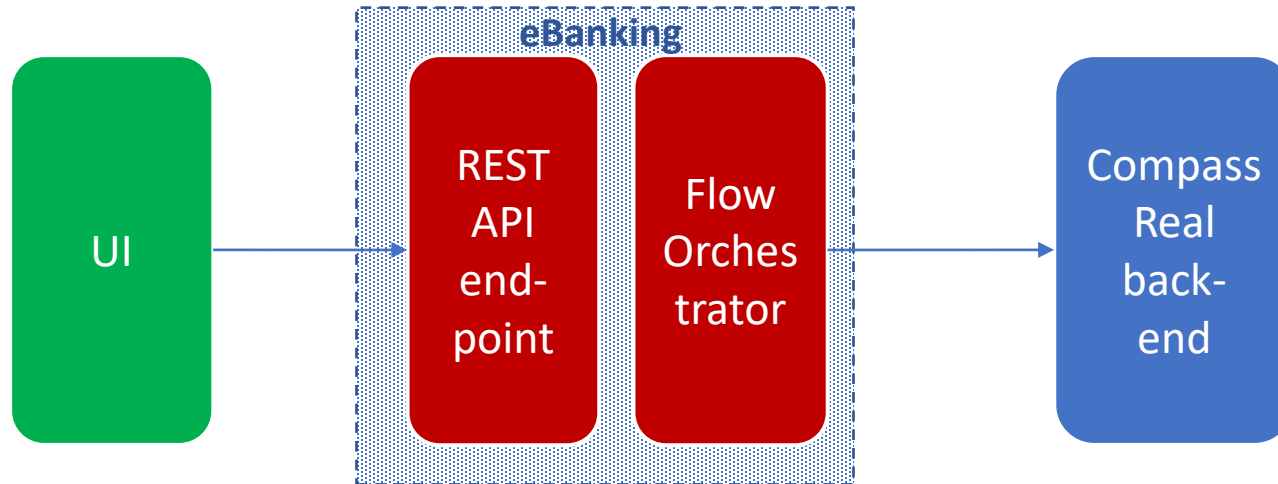 eBanking
UI
REST
API
end-
point
Flow
Orches
trator
Compass
Real
back-
end